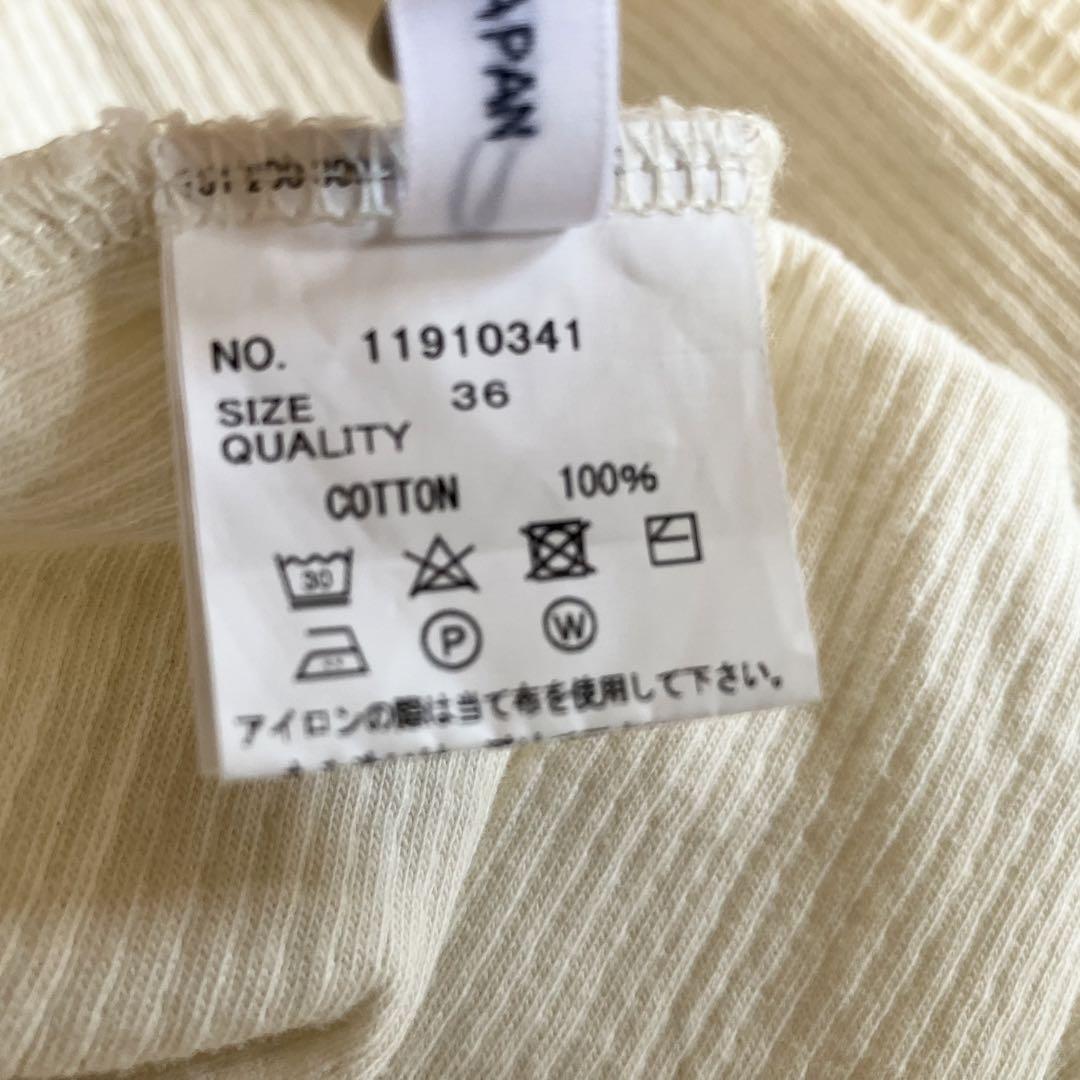 JAPAN
NO. 11910341
SIZE 36
QUALITY
COTTON 100%
30
P W
アイロンの際は当て布を使用して下さい。